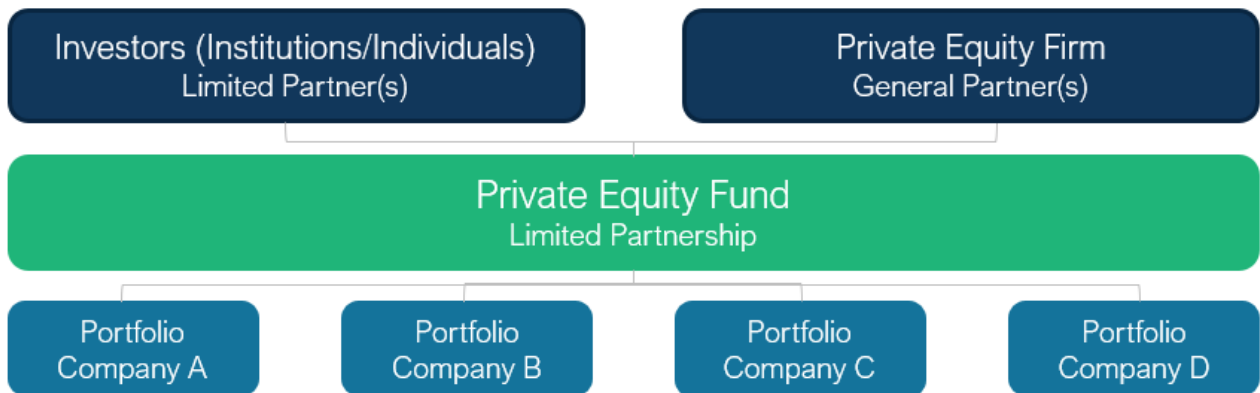 Investors (Institutions/Individuals)
Limited Partner(s)
Private Equity Firm
General Partner(s)
Private Equity Fund
Limited Partnership
Portfolio
Company A
Portfolio
Company B
Portfolio
Company C
Portfolio
Company D